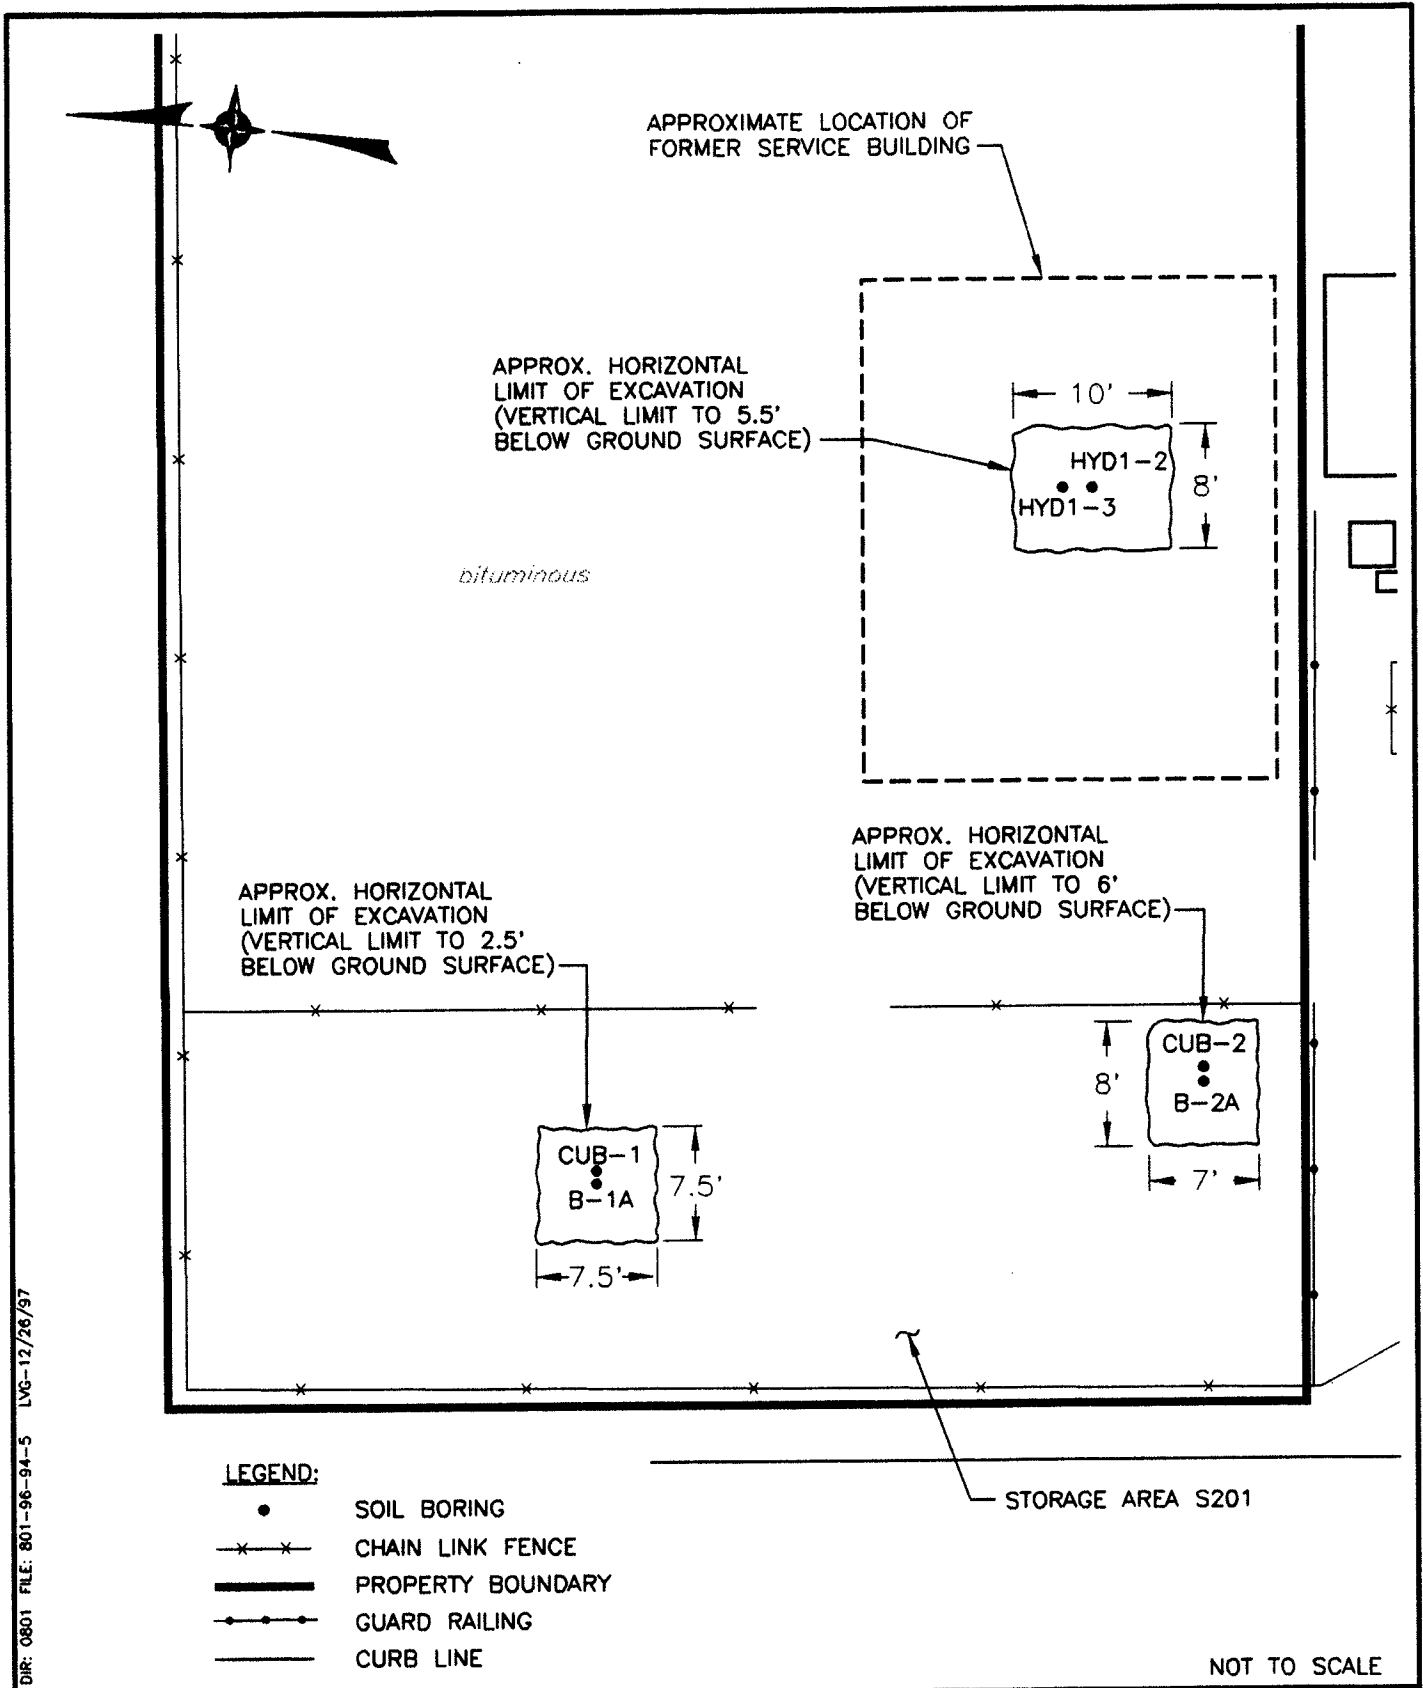 APPROXIMATE LOCATION OF
FORMER SERVICE BUILDING
APPROX. HORIZONTAL
LIMIT OF EXCAVATION
(VERTICAL LIMIT TO 5.5'
BELOW GROUND SURFACE)
10'
HYD1-2
8'
HYD1-3
bituminous
APPROX. HORIZONTAL
LIMIT OF EXCAVATION
(VERTICAL LIMIT TO 6'
BELOW GROUND SURFACE)
APPROX. HORIZONTAL
LIMIT OF EXCAVATION
(VERTICAL LIMIT TO 2.5'
BELOW GROUND SURFACE)
CUB-2
8'
B-2A
7'
CUB-1
7.5'
B-1A
7.5'
STORAGE AREA S201
LEGEND:
SOIL BORING
CHAIN LINK FENCE
PROPERTY BOUNDARY
GUARD RAILING
CURB LINE
NOT TO SCALE
DIR: 0801 FILE: 801-96-94-5 LVG-12/26/97